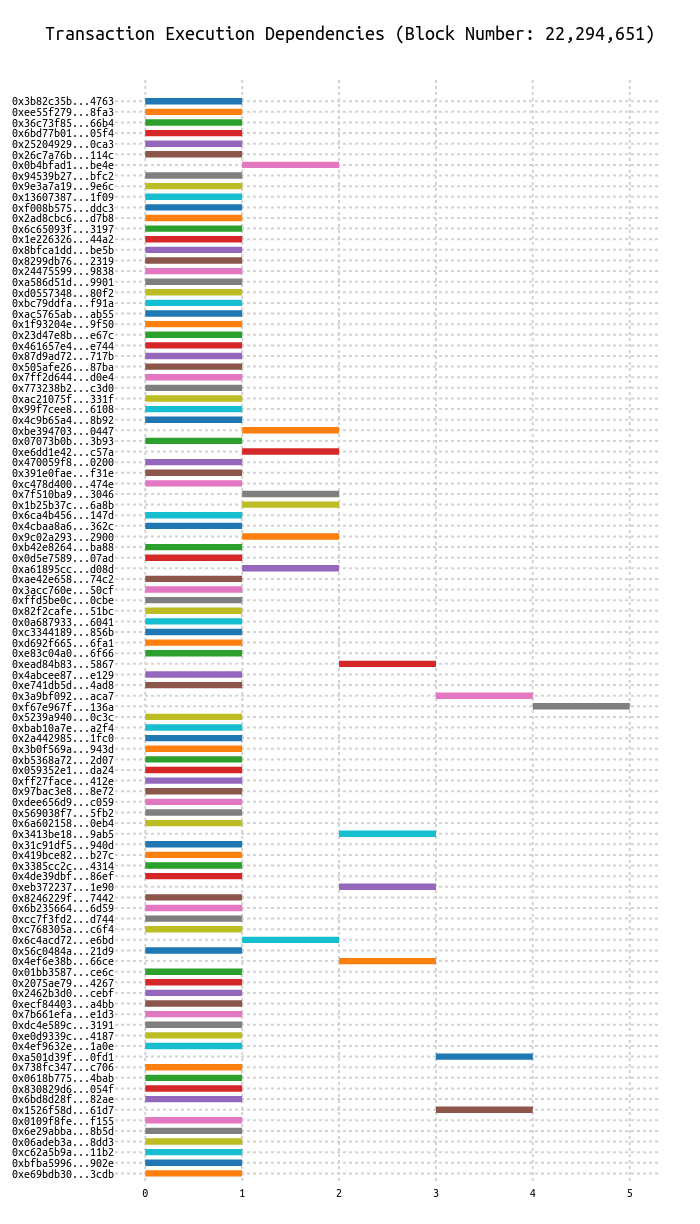 Transaction Execution Dependencies (Block Number: 22,294,651)
0x3b82c35b...4763
0xee55f279...8fa3
0x36c73f85...66b4
0x6bd77b01...05f4
0x25204929...0ca3
0x26c7a76b...114c
0x0b4bfad1...be4e
0x94539b27...bfc2
0x9e3a7a19...9e6c
0x13607387...1f09
0xf008b575...ddc3
0x2ad8cbc6...d7b8
0x6c65093f...3197
0x1e226326...44a2
0x8bfca1dd...be5b
0x8299db76...2319
0x24475599...9838
0xa586d51d...9901
0xd0557348...80f2
0xbc79ddfa...f91a
0xac5765ab...ab55
0x1f93204e...9f50
0x23d47e8b...e67c
0x461657e4...e744
0x87d9ad72...717b
0x505afe26...87ba
0x7ff2d644...d0e4
0x773238b2...c3d0
0xac21075f...331f
0x99f7cee8...6108
0x4c9b65a4...8b92
0xbe394703...0447
0x07073b0b...3b93
0xe6dd1e42...c57a
0x470059f8...0200
0x391e0fae...f31e
0xc478d400...474e
0x7f510ba9...3046
0x1b25b37c...6a8b
0x6ca4b456...147d
0x4cbaa8a6...362c
0x9c02a293...2900
0xb42e8264...ba88
0x0d5e7589...07ad
0xa61895cc...d08d
0xae42e658...74c2
0x3acc760e...50cf
0xffd5be0c...0cbe
0x82f2cafe...51bc
0x0a687933...6041
0xc3344189...856b
0xd692f665...6fa1
0xe83c04a0...6f66
0xead84b83...5867
0x4abcee87...e129
0xe741db5d...4ad8
0x3a9bf092...aca7
0xf67e967f...136a
0x5239a940...0c3c
0xbab10a7e...a2f4
0x2a442985...1fc0
0x3b0f569a...943d
0xb5368a72...2d07
0x059352e1...da24
0xff27face...412e
0x97bac3e8...8e72
0xdee656d9...c059
0x569038f7...5fb2
0x6a602158...0eb4
0x3413be18...9ab5
0x31c91df5...940d
0x419bce82...b27c
0x3385cc2c...4314
0x4de39dbf...86ef
0xeb372237...1e90
0x8246229f...7442
0x6b235664...6d59
0xcc7f3fd2...d744
0xc768305a...c6f4
0x6c4acd72...e6bd
0x56c0484a...21d9
0x4ef6e38b...66ce
0x01bb3587...ce6c
0x2075ae79...4267
0x2462b3d0...cebf
0xecf84403...a4bb
0x7b661efa...e1d3
0xdc4e589c...3191
0xe0d9339c...4187
0x4ef9632e...1a0e
0xa501d39f...0fd1
0x738fc347...c706
0x0618b775...4bab
0x830829d6...054f
0x6bd8d28f...82ae
0x1526f58d...61d7
0x0109f8fe...f155
0x6e29abba...8b5d
0x06adeb3a...8dd3
0xc62a5b9a...11b2
0xbfba5996...902e
0xe69bdb30...3cdb
0 1 2 3 4 5